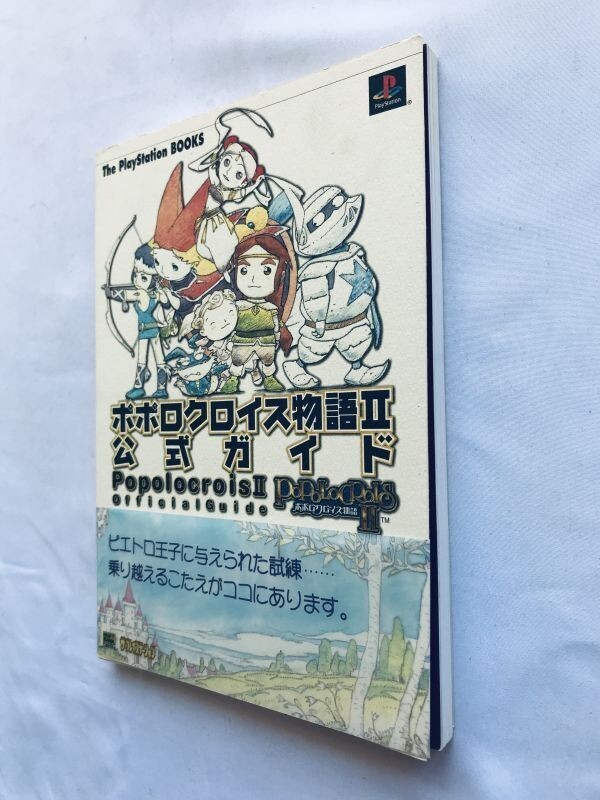 The PlayStation BOOKS
PlayStation
®
ポポロクロイス物語II
公式ガイド
PopolocroisII
OfficialGuide
PoPoLoCRoIS
ポポロクロイス物語
II
TM
ピエトロ王子に与えられた試練……
乗り越えるこたえがココにあります。